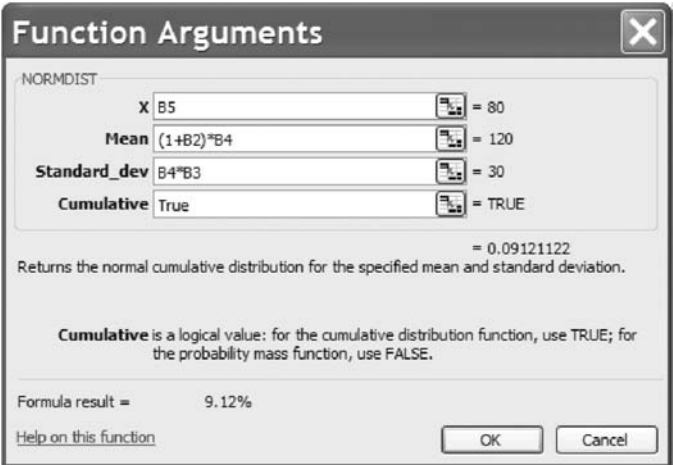 Function Arguments
NORMDIST
X B5 = 80
Mean (1+B2)*B4 = 120
Standard_dev B4*B3 = 30
Cumulative True = TRUE
= 0.09121122
Returns the normal cumulative distribution for the specified mean and standard deviation.
Cumulative is a logical value: for the cumulative distribution function, use TRUE; for
the probability mass function, use FALSE.
Formula result = 9.12%
Help on this function OK Cancel